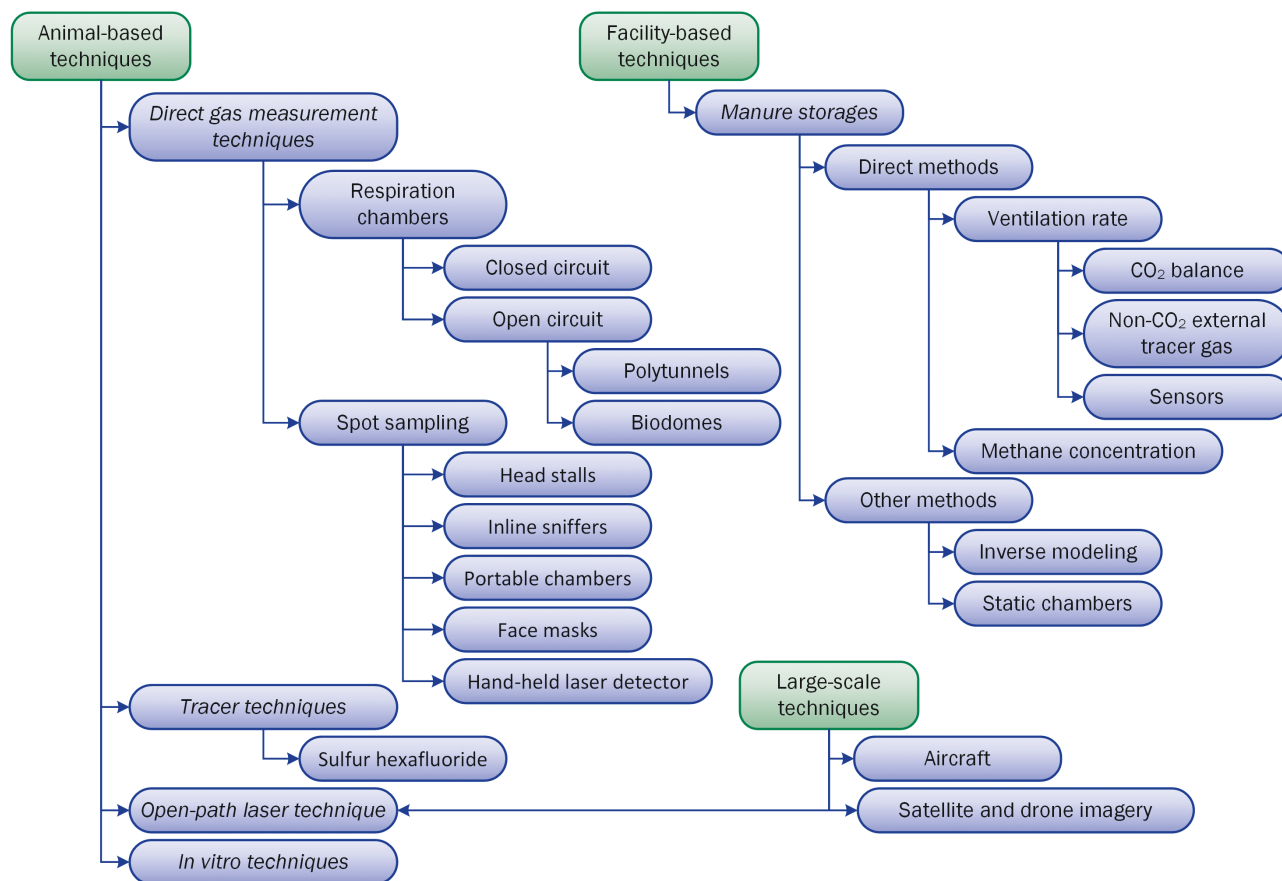 Animal-based
techniques
Direct gas measurement
techniques
Respiration
chambers
Closed circuit
Open circuit
Polytunnels
Biodomes
Spot sampling
Head stalls
Inline sniffers
Portable chambers
Face masks
Hand-held laser detector
Tracer techniques
Sulfur hexafluoride
Open-path laser technique
In vitro techniques
Facility-based
techniques
Manure storages
Direct methods
Ventilation rate
CO₂ balance
Non-CO₂ external
tracer gas
Sensors
Methane concentration
Other methods
Inverse modeling
Static chambers
Large-scale
techniques
Aircraft
Satellite and drone imagery